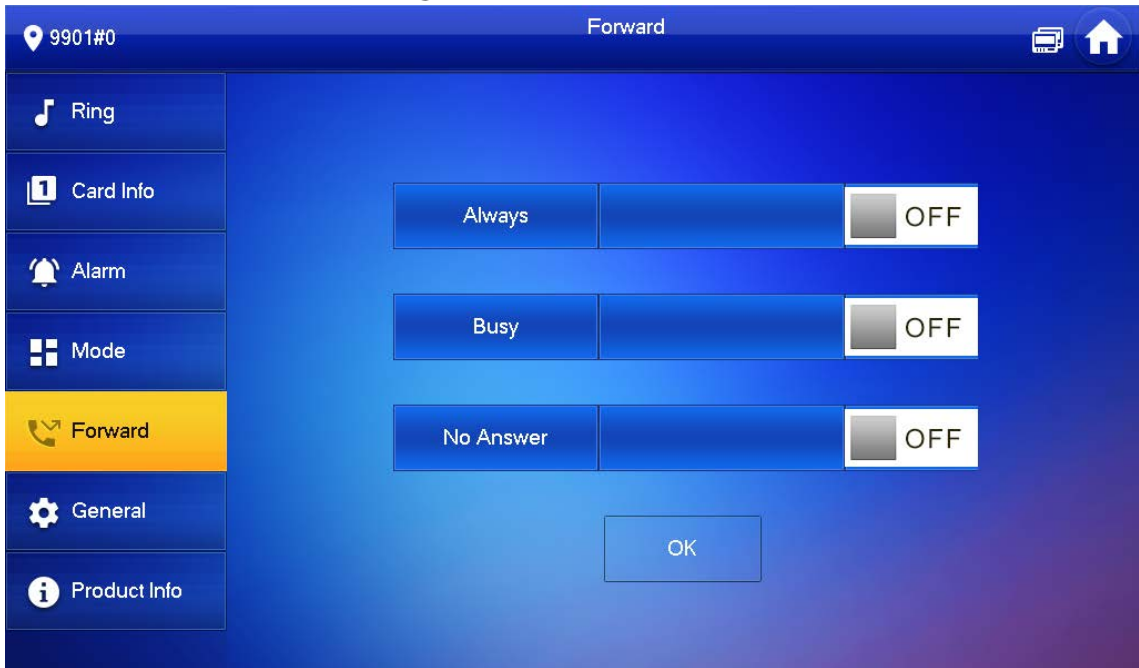 9901#0
Forward
Ring
1
Card Info
Alarm
Mode
Forward
General
Product Info
Always
OFF
Busy
OFF
No Answer
OFF
OK